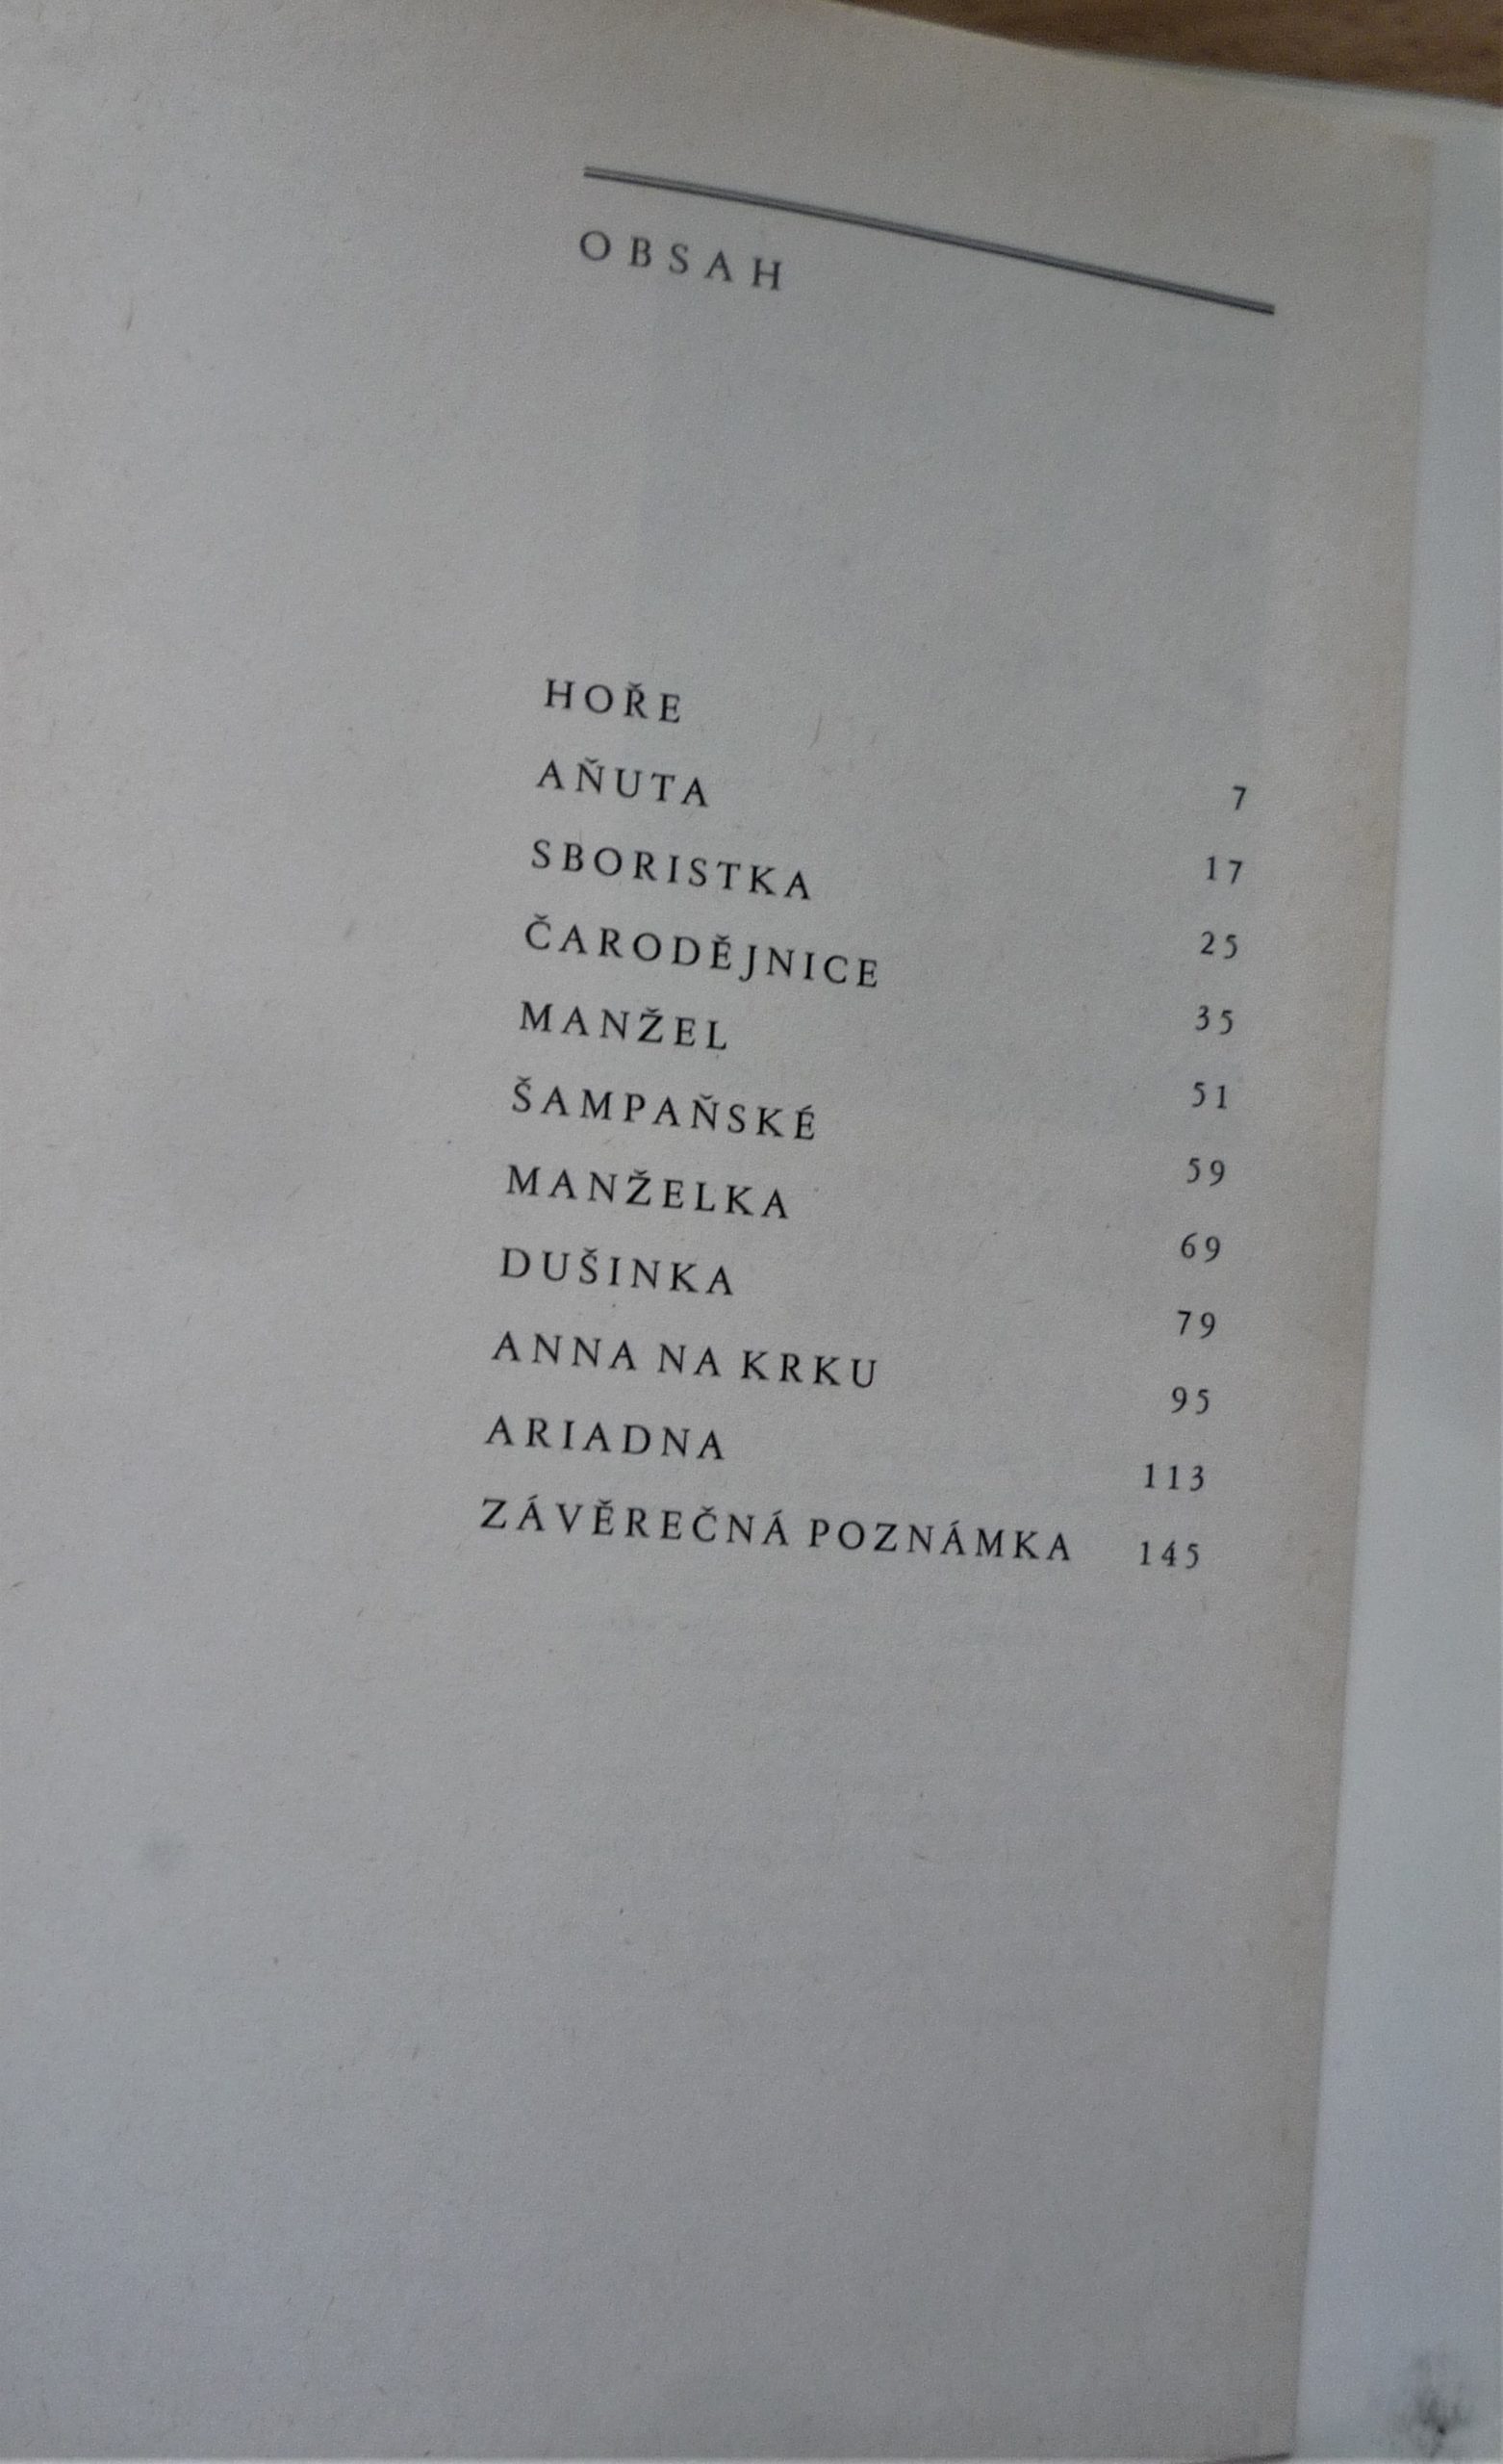 OBSAH
HOŘE 7
AŇUTA 17
SBORISTKA 25
ČARODĚJNICE 35
MANŽEL 51
ŠAMPAŇSKÉ 59
MANŽELKA 69
DUŠINKA 79
ANNA NA KRKU 95
ARIADNA 113
ZÁVĚREČNÁ POZNÁMKA 145